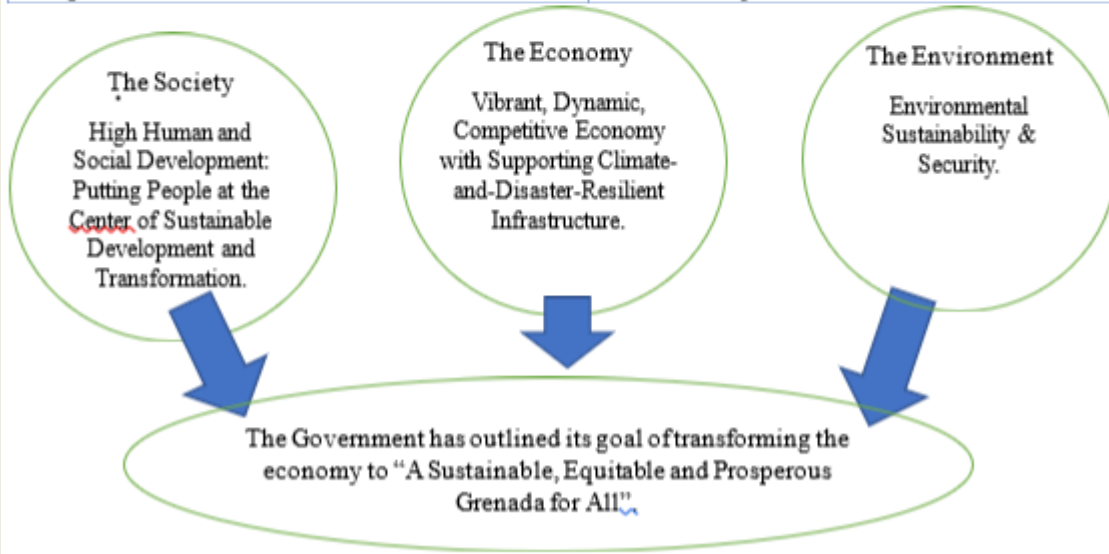 The Society
High Human and
Social Development:
Putting People at the
Center of Sustainable
Development and
Transformation.
The Economy
Vibrant, Dynamic,
Competitive Economy
with Supporting Climate-
and-Disaster-Resilient
Infrastructure.
The Environment
Environmental
Sustainability &
Security.
The Government has outlined its goal of transforming the
economy to “A Sustainable, Equitable and Prosperous
Grenada for All”.